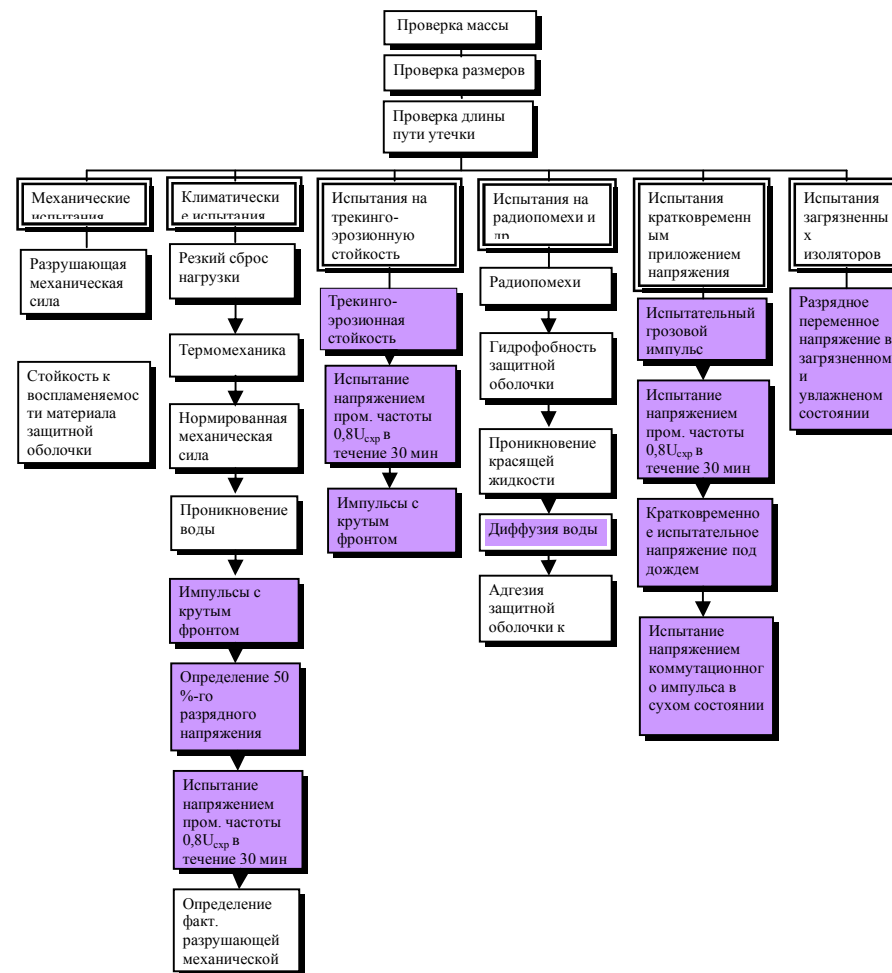 Проверка массы
Проверка размеров
Проверка длины
пути утечки
Механические
испытания
Разрушающая
механическая
сила
Стойкость к
воспламеняемос
ти материала
защитной
оболочки
Климатически
е испытания
Резкий сброс
нагрузки
Термомеханика
Нормированная
механическая
сила
Проникновение
воды
Импульсы с
крутым
фронтом
Определение 50
%-го
разрядного
напряжения
Испытание
напряжением
пром. частоты
0,8Uсхр в
течение 30 мин
Определение
факт.
разрушающей
механической
Испытания на
трекинго-
эрозионную
стойкость
Трекинго-
эрозионная
стойкость
Испытание
напряжением
пром. частоты
0,8Uсхр в
течение 30 мин
Импульсы с
крутым
фронтом
Испытания на
радиопомехи и
др
Радиопомехи
Гидрофобность
защитной
оболочки
Проникновение
красящей
жидкости
Диффузия воды
Адгезия
защитной
оболочки к
Испытания
кратковременн
ым
приложением
напряжения
Испытательный
грозовой
импульс
Испытание
напряжением
пром. частоты
0,8Uсхр в
течение 30 мин
Кратковременно
е испытательное
напряжение под
дождем
Испытание
напряжением
коммутационног
о импульса в
сухом состоянии
Испытания
загрязненны
х
изоляторов
Разрядное
переменное
напряжение в
загрязненном
и
увлажненом
состоянии